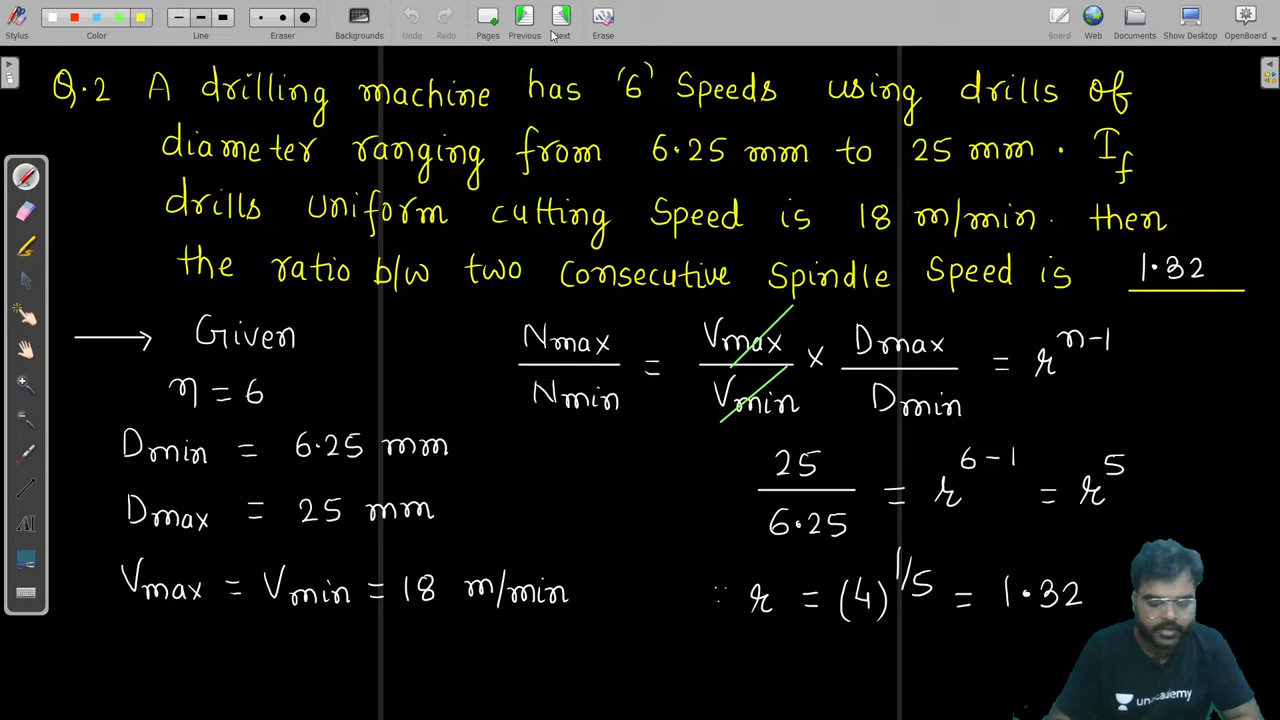 Stylus
Color
Line
Eraser
Backgrounds
Undo
Redo
Pages
Previous
Next
Erase
Board
Web
Documents
Show Desktop
OpenBoard
Q.2 A drilling machine has '6' Speeds using drills of
diameter ranging from 6.25 mm to 25 mm. If
drills uniform cutting Speed is 18 m/min. then
the ratio b/w two consecutive Spindle Speed is 1.32
→ Given
n = 6
Dmin = 6.25 mm
Dmax = 25 mm
Vmax = Vmin = 18 m/min
Nmax/Nmin = Vmax/Vmin × Dmax/Dmin = r^(n-1)
25/6.25 = r^(6-1) = r^5
∵ r = (4)^(1/5) = 1.32
unacademy